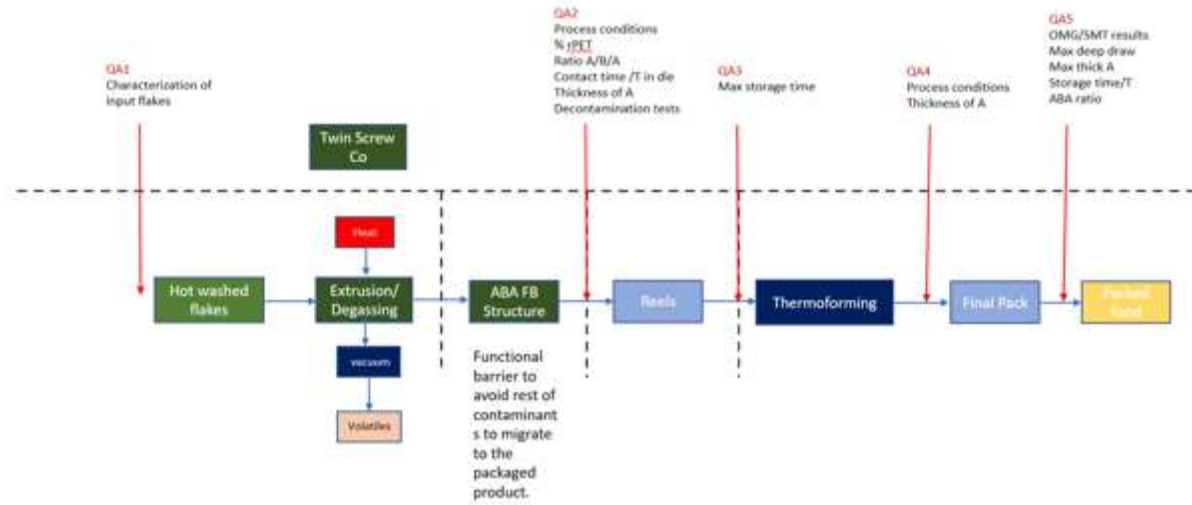 QA1
Characterization of
input flakes
Twin Screw
Co
QA2
Process conditions
% rPET
Ratio A/B/A
Contact time /T in die
Thickness of A
Decontamination tests
QA3
Max storage time
QA4
Process conditions
Thickness of A
QA5
OMG/SMT results
Max deep draw
Max thick A
Storage time/T
ABA ratio
Heat
Hot washed
flakes
Extrusion/
Degassing
vacuum
Volatiles
ABA FB
Structure
Functional
barrier to
avoid rest of
contaminant
s to migrate
to the
packaged
product.
Reels
Thermoforming
Final Pack
Packed
food